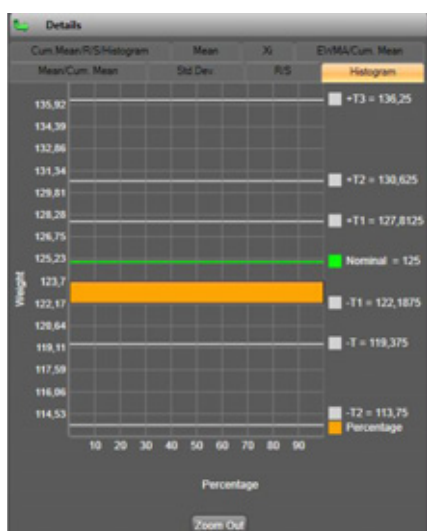 Details
Cum.Mean/R/S/Histogram Mean Xi EWMA/Cum. Mean
Mean/Cum. Mean Std.Dev. R/S Histogram
135,92
134,39
132,86
131,34
129,81
128,28
126,75
125,23
123,7
122,17
120,64
119,11
117,59
116,06
114,53
Weight
+T3 = 136,25
+T2 = 130,625
+T1 = 127,8125
Nominal = 125
-T1 = 122,1875
-T = 119,375
-T2 = 113,75
Percentage
10 20 30 40 50 60 70 80 90
Percentage
Zoom Out